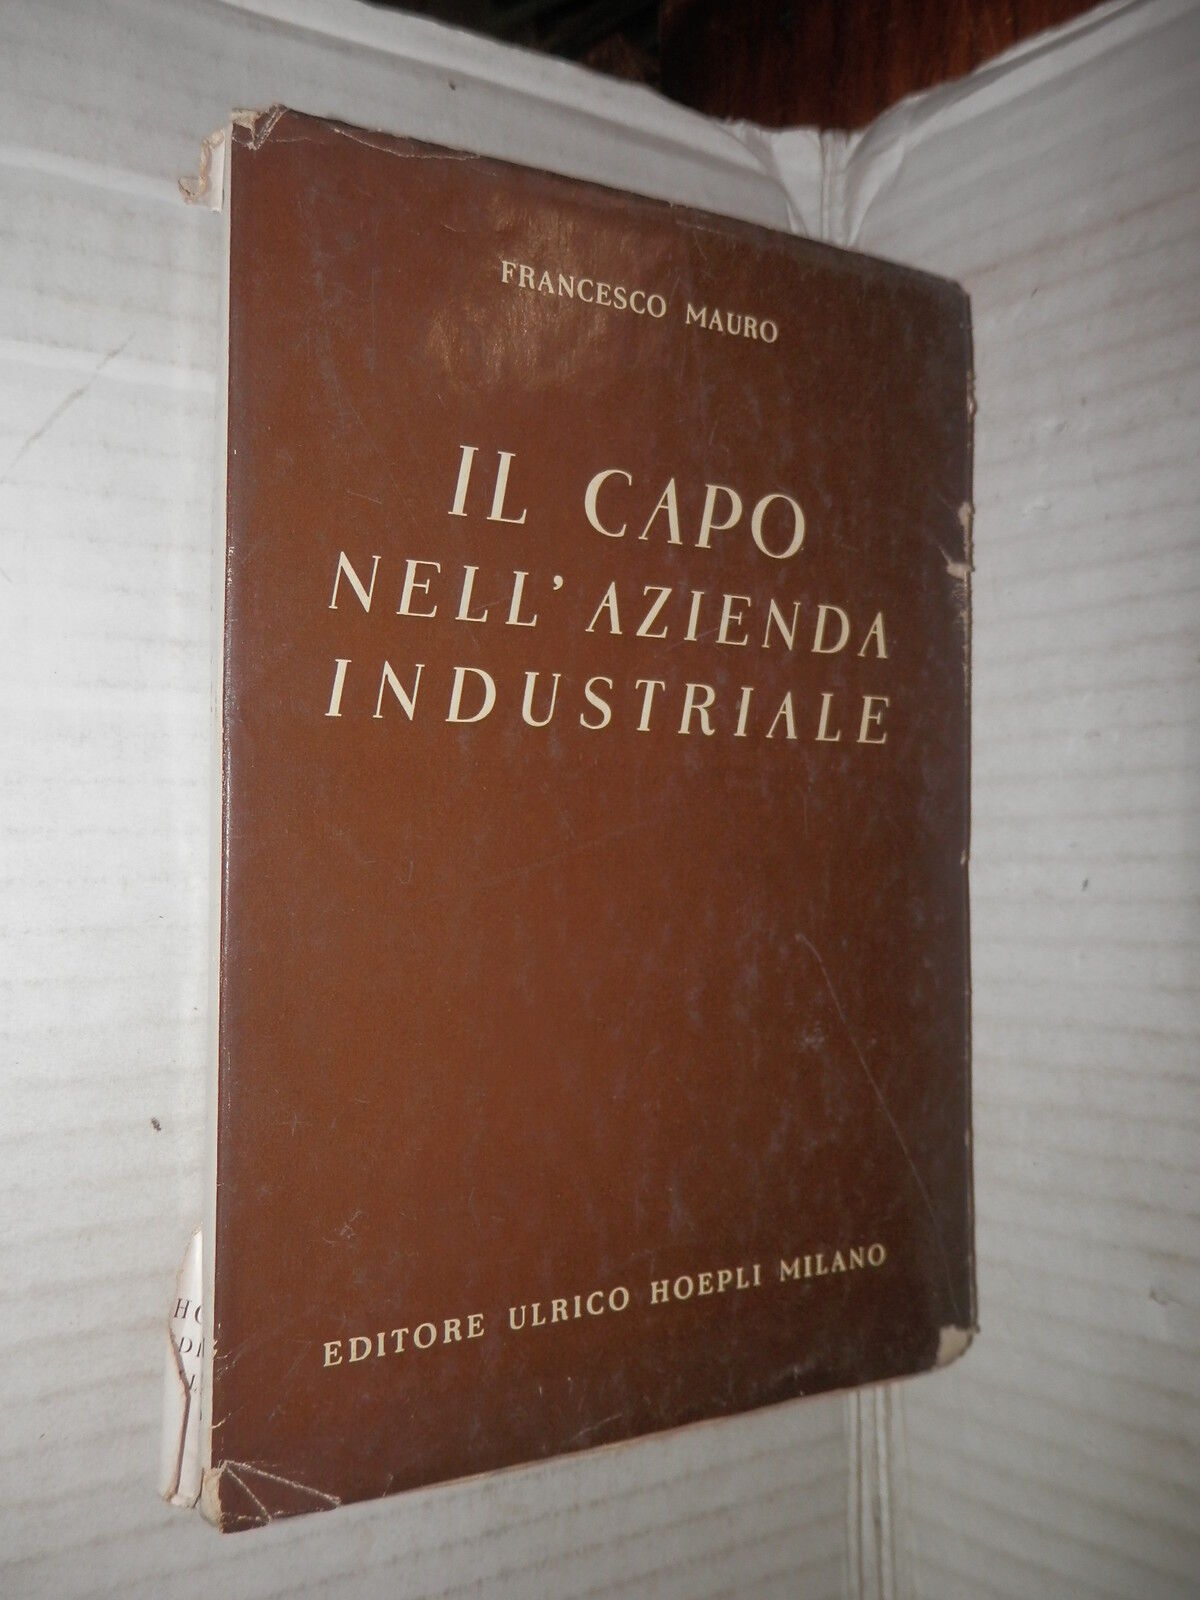 FRANCESCO MAURO
IL CAPO
NELL'AZIENDA
INDUSTRIALE
EDITORE ULRICO HOEPLI MILANO